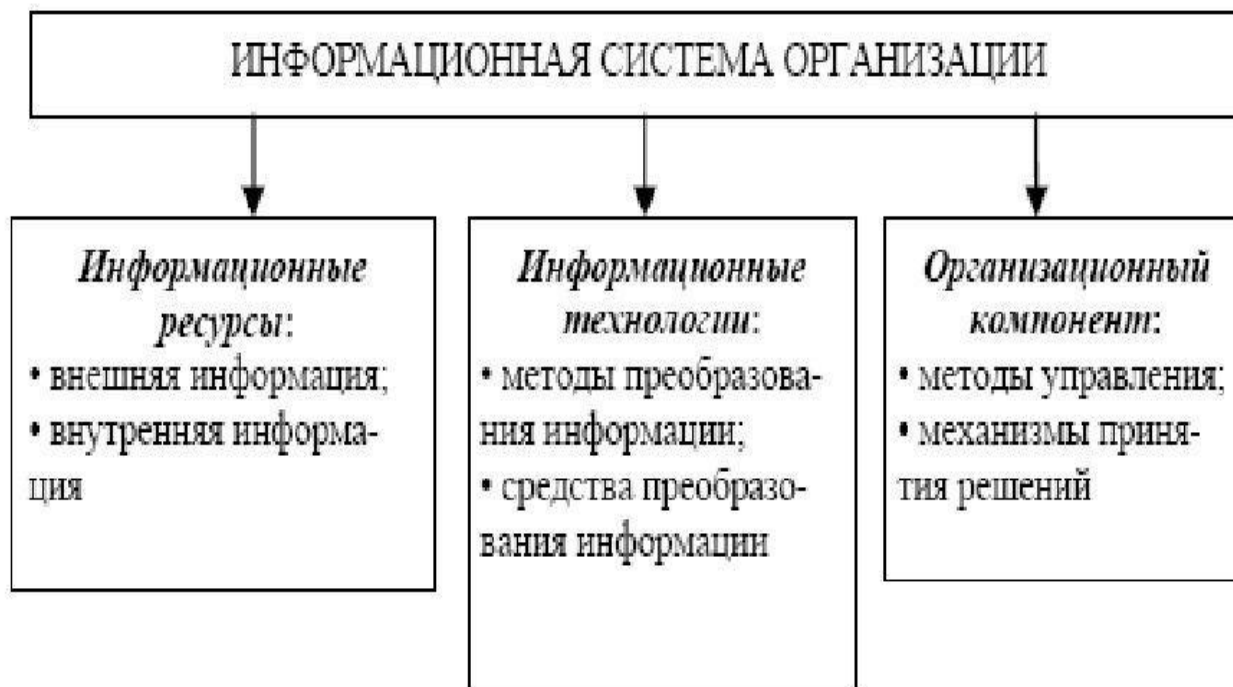 ИНФОРМАЦИОННАЯ СИСТЕМА ОРГАНИЗАЦИИ
Информационные
ресурсы:
• внешняя информация;
• внутренняя информа-
ция
Информационные
технологии:
• методы преобразова-
ния информации;
• средства преобразо-
вания информации
Организационный
компонент:
• методы управления;
• механизмы приня-
тия решений